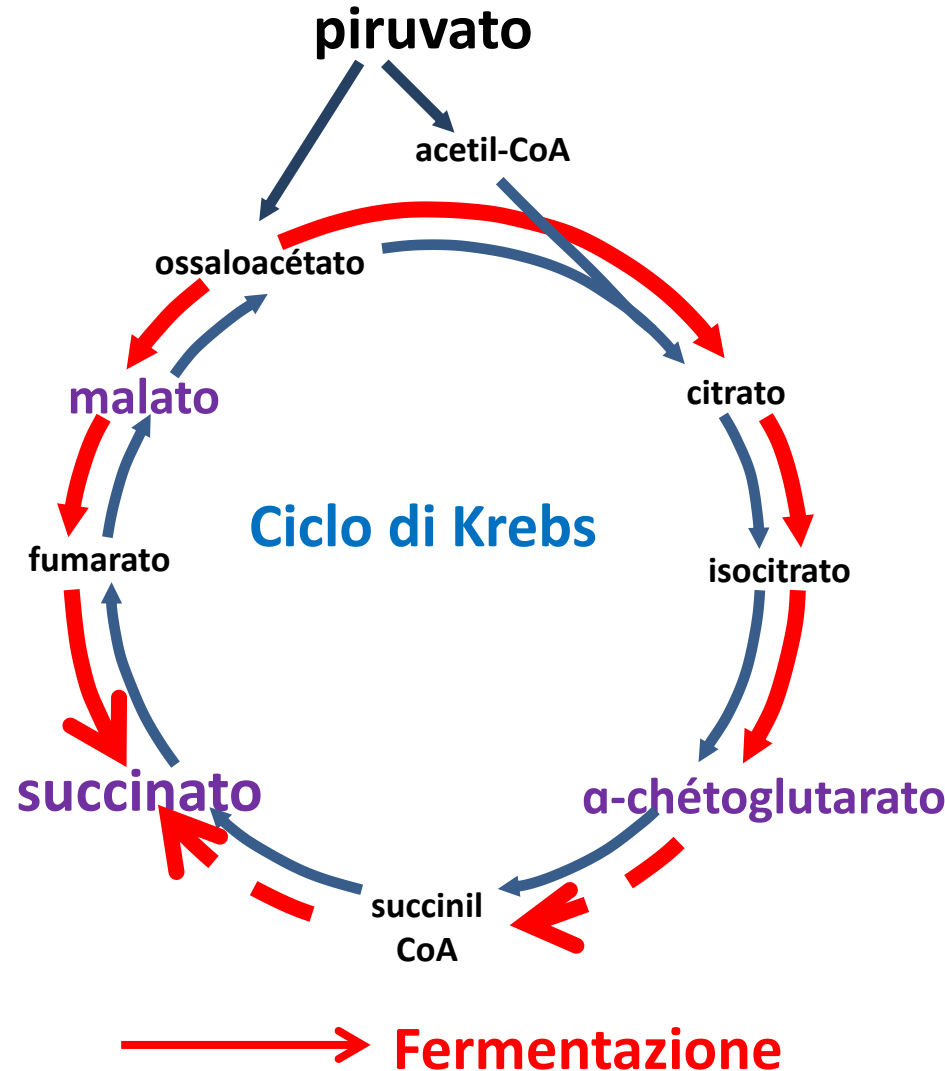 piruvato
acetil-CoA
ossaloacétato
malato
citrato
Ciclo di Krebs
fumarato
isocitrato
succinato
α-chétoglutarato
succinil
CoA
Fermentazione